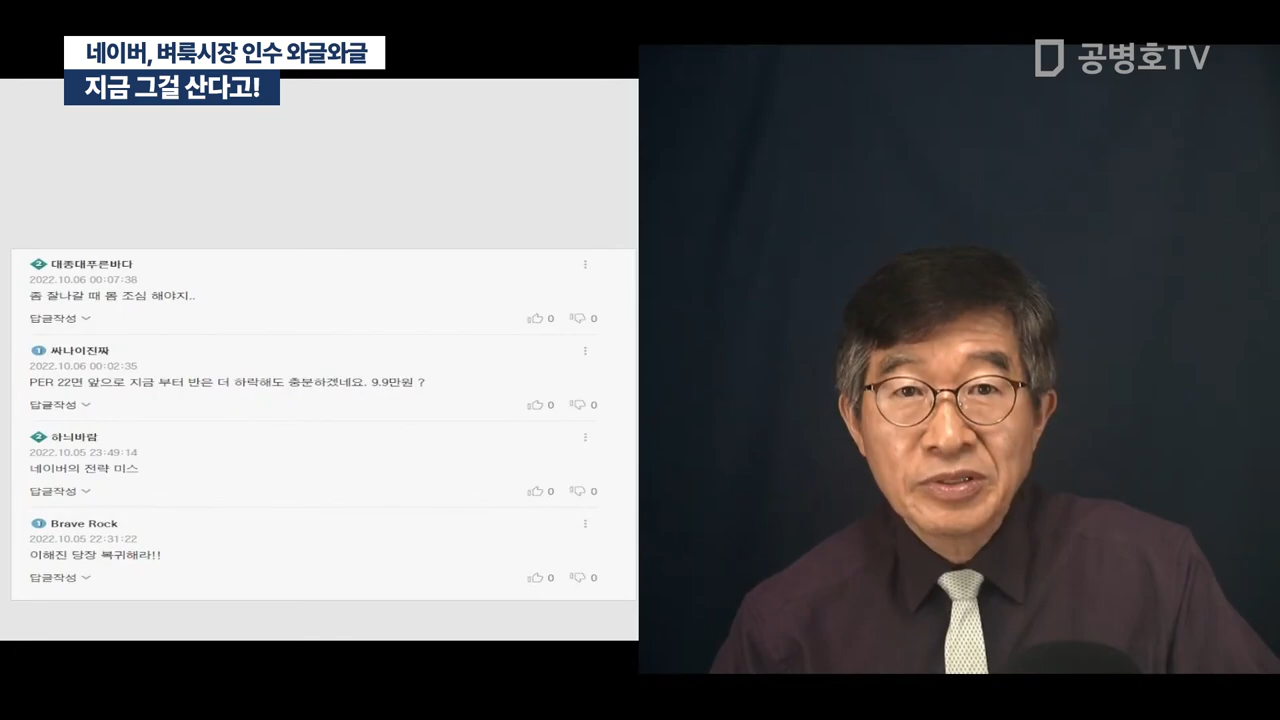 네이버, 벼룩시장 인수 와글와글
지금 그걸 산다고!
공병호TV
2 대종대푸른바다
2022.10.06 00:07:38
좀 잘나갈 때 몸 조심 해야지..
답글작성
0 0
1 싸나이진짜
2022.10.06 00:02:35
PER 22면 앞으로 지금 부터 반은 더 하락해도 충분하겠네요. 9.9만원 ?
답글작성
0 0
2 하늬바람
2022.10.05 23:49:14
네이버의 전략 미스
답글작성
0 0
1 Brave Rock
2022.10.05 22:31:22
이해진 당장 복귀해라!!
답글작성
0 0